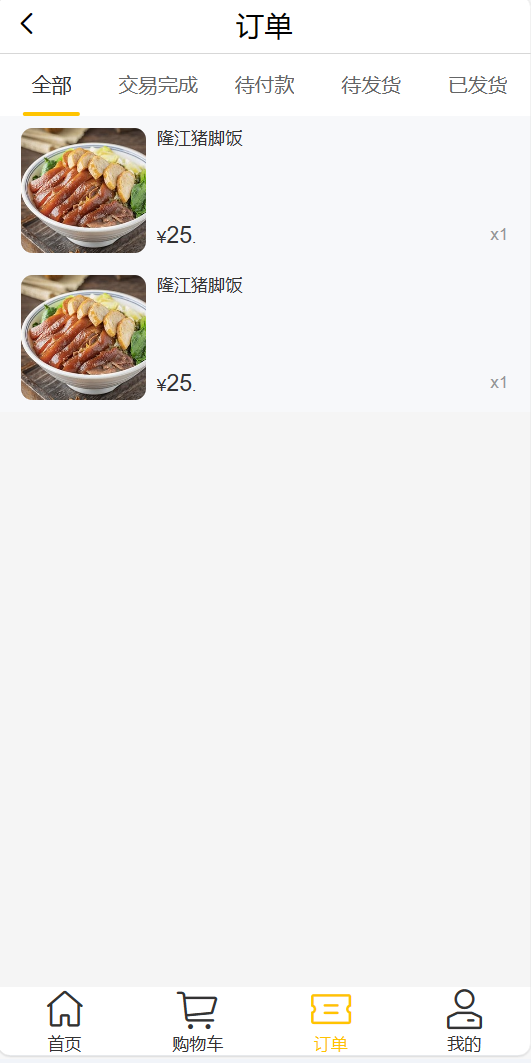 订单
全部 交易完成 待付款 待发货 已发货
隆江猪脚饭
¥25. x1
隆江猪脚饭
¥25. x1
首页 购物车 订单 我的